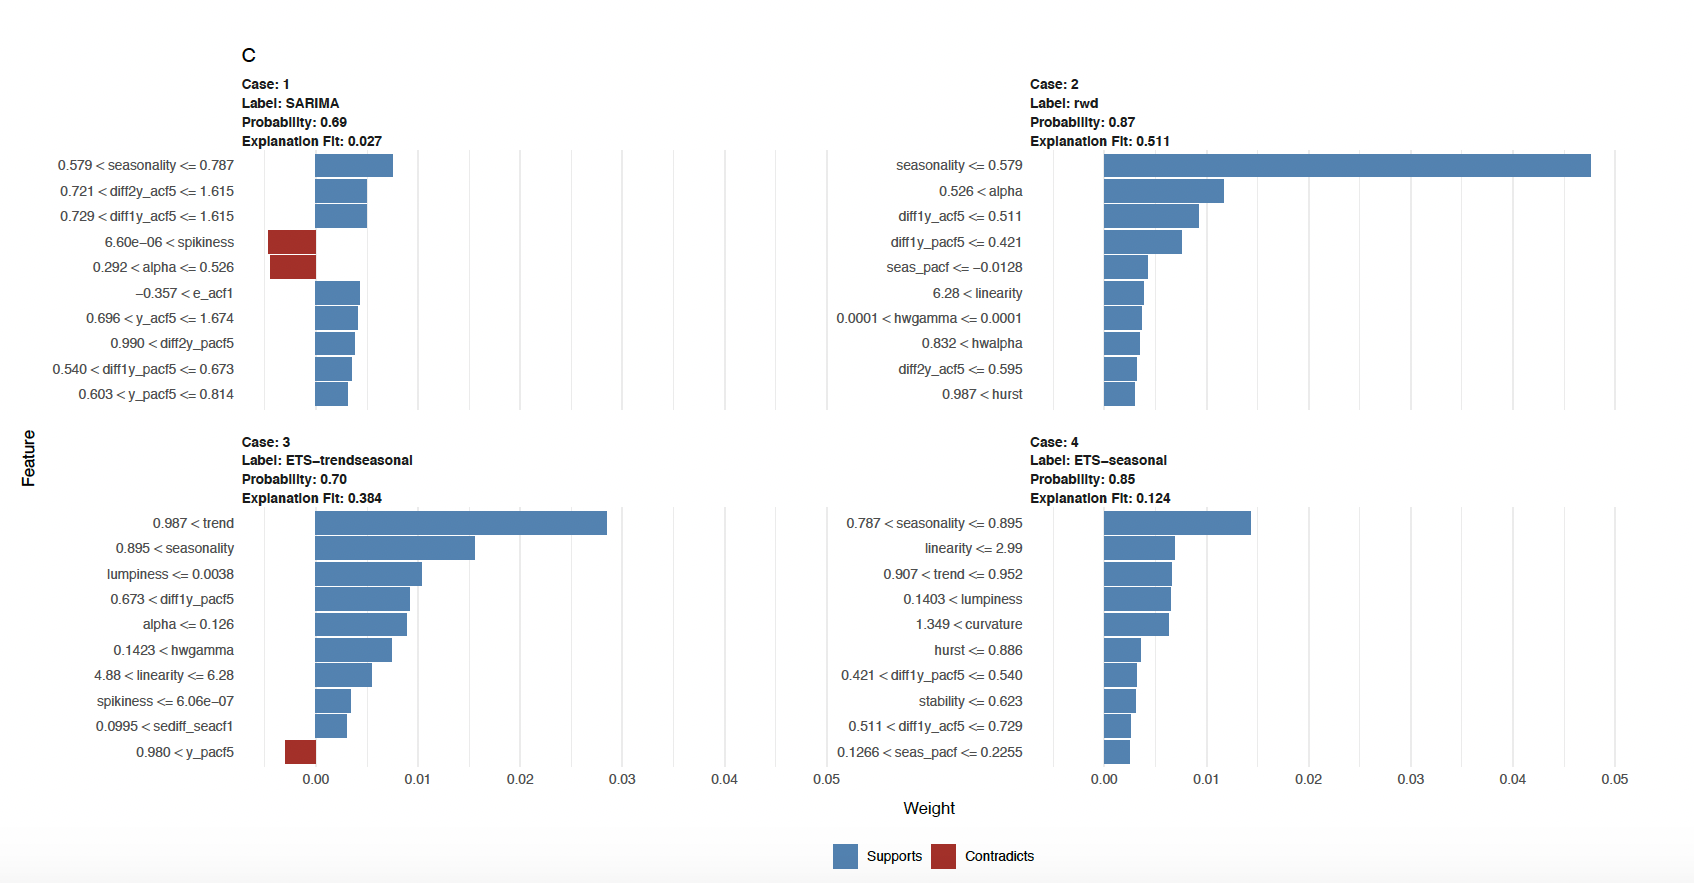 C
Case: 1
Label: SARIMA
Probability: 0.69
Explanation Fit: 0.027
0.579 < seasonality <= 0.787
0.721 < diff2y_acf5 <= 1.615
0.729 < diff1y_acf5 <= 1.615
6.60e−06 < spikiness
0.292 < alpha <= 0.526
−0.357 < e_acf1
0.696 < y_acf5 <= 1.674
0.990 < diff2y_pacf5
0.540 < diff1y_pacf5 <= 0.673
0.603 < y_pacf5 <= 0.814
Case: 2
Label: rwd
Probability: 0.87
Explanation Fit: 0.511
seasonality <= 0.579
0.526 < alpha
diff1y_acf5 <= 0.511
diff1y_pacf5 <= 0.421
seas_pacf <= −0.0128
6.28 < linearity
0.0001 < hwgamma <= 0.0001
0.832 < hwalpha
diff2y_acf5 <= 0.595
0.987 < hurst
Feature
Case: 3
Label: ETS−trendseasonal
Probability: 0.70
Explanation Fit: 0.384
0.987 < trend
0.895 < seasonality
lumpiness <= 0.0038
0.673 < diff1y_pacf5
alpha <= 0.126
0.1423 < hwgamma
4.88 < linearity <= 6.28
spikiness <= 6.06e−07
0.0995 < sediff_seacf1
0.980 < y_pacf5
0.00 0.01 0.02 0.03 0.04 0.05
Case: 4
Label: ETS−seasonal
Probability: 0.85
Explanation Fit: 0.124
0.787 < seasonality <= 0.895
linearity <= 2.99
0.907 < trend <= 0.952
0.1403 < lumpiness
1.349 < curvature
hurst <= 0.886
0.421 < diff1y_pacf5 <= 0.540
stability <= 0.623
0.511 < diff1y_acf5 <= 0.729
0.1266 < seas_pacf <= 0.2255
0.00 0.01 0.02 0.03 0.04 0.05
Weight
Supports Contradicts